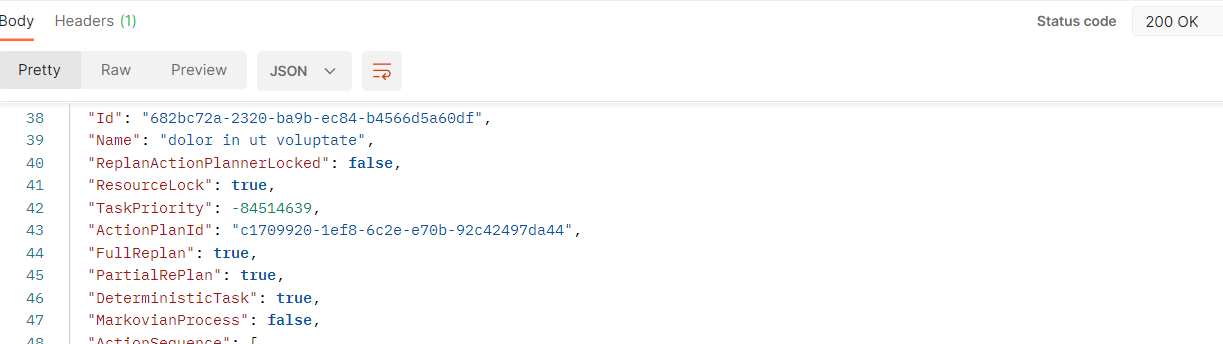 Body Headers (1) Status code 200 OK
Pretty Raw Preview JSON
38 "Id": "682bc72a-2320-ba9b-ec84-b4566d5a60df",
39 "Name": "dolor in ut voluptate",
40 "ReplanActionPlannerLocked": false,
41 "ResourceLock": true,
42 "TaskPriority": -84514639,
43 "ActionPlanId": "c1709920-1ef8-6c2e-e70b-92c42497da44",
44 "FullReplan": true,
45 "PartialRePlan": true,
46 "DeterministicTask": true,
47 "MarkovianProcess": false,
48 "ActionSequence": [